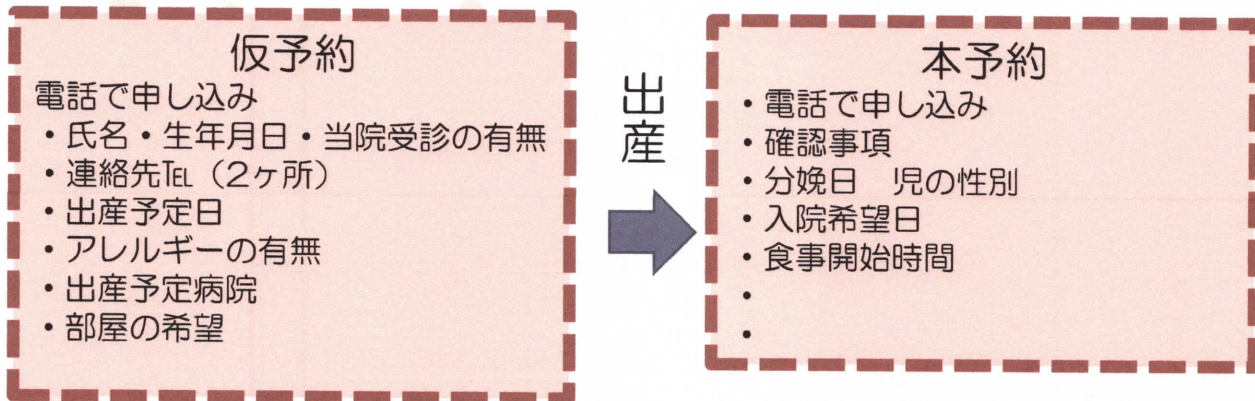 仮予約
電話で申し込み
・氏名・生年月日・当院受診の有無
・連絡先℡（2ヶ所）
・出産予定日
・アレルギーの有無
・出産予定病院
・部屋の希望
出産
本予約
・電話で申し込み
・確認事項
・分娩日　児の性別
・入院希望日
・食事開始時間
・
・